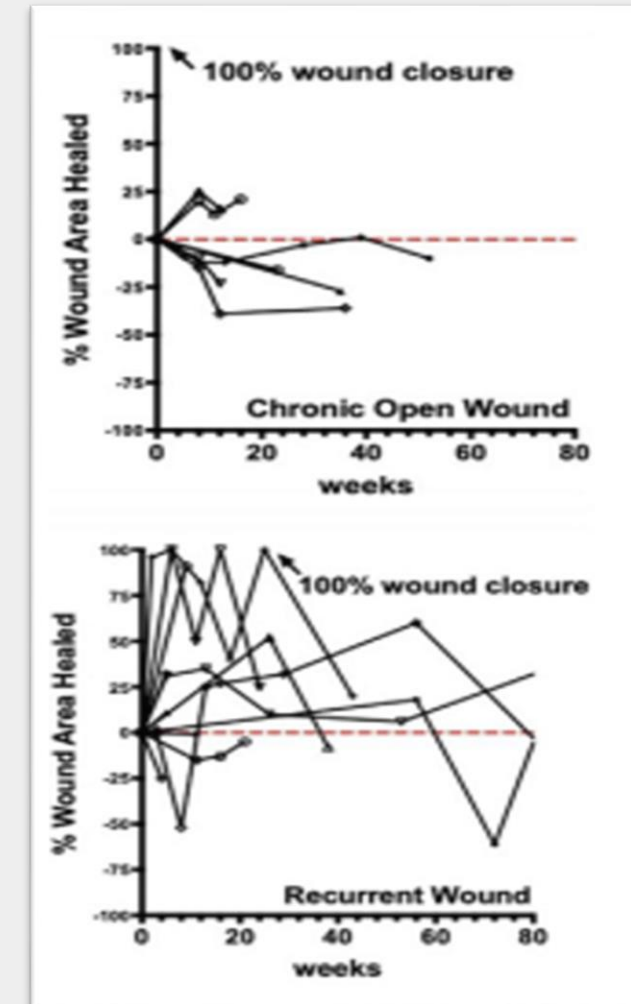 100
100% wound closure
75
50
25
0
-25
-50
-75
-100
% Wound Area Healed
Chronic Open Wound
0 20 40 60 80
weeks
100
100% wound closure
75
50
25
0
-25
-50
-75
-100
% Wound Area Healed
Recurrent Wound
0 20 40 60 80
weeks